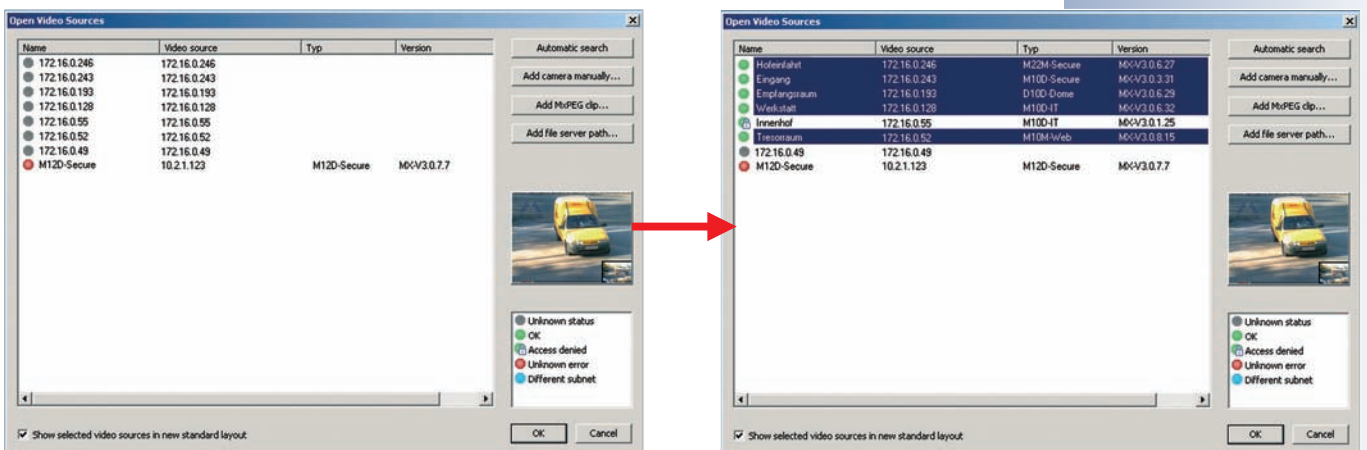 Open Video Sources
Name Video source Typ Version
172.16.0.246 172.16.0.246
172.16.0.243 172.16.0.243
172.16.0.193 172.16.0.193
172.16.0.128 172.16.0.128
172.16.0.55 172.16.0.55
172.16.0.52 172.16.0.52
172.16.0.49 172.16.0.49
M12D-Secure 10.2.1.123 M12D-Secure MX-V3.0.7.7
Automatic search
Add camera manually...
Add MxPEG clip...
Add file server path...
Unknown status
OK
Access denied
Unknown error
Different subnet
Show selected video sources in new standard layout
OK Cancel
Open Video Sources
Name Video source Typ Version
Hofeinfahrt 172.16.0.246 M22M-Secure MX-V3.0.6.27
Eingang 172.16.0.243 M10D-Secure MX-V3.0.3.31
Empfangsraum 172.16.0.193 D10D-Dome MX-V3.0.6.29
Werkstatt 172.16.0.128 M10D-IT MX-V3.0.6.32
Innenhof 172.16.0.55 M10D-IT MX-V3.0.1.25
Tresorraum 172.16.0.52 M10M-Web MX-V3.0.8.15
172.16.0.49 172.16.0.49
M12D-Secure 10.2.1.123 M12D-Secure MX-V3.0.7.7
Automatic search
Add camera manually...
Add MxPEG clip...
Add file server path...
Unknown status
OK
Access denied
Unknown error
Different subnet
Show selected video sources in new standard layout
OK Cancel